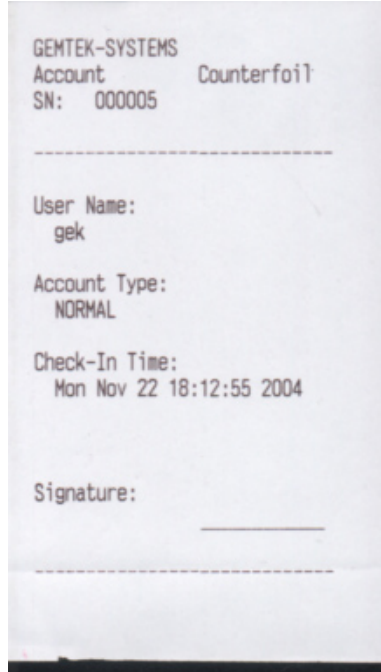 GEMTEK-SYSTEMS
Account Counterfoil
SN: 000005
User Name:
gek
Account Type:
NORMAL
Check-In Time:
Mon Nov 22 18:12:55 2004
Signature: